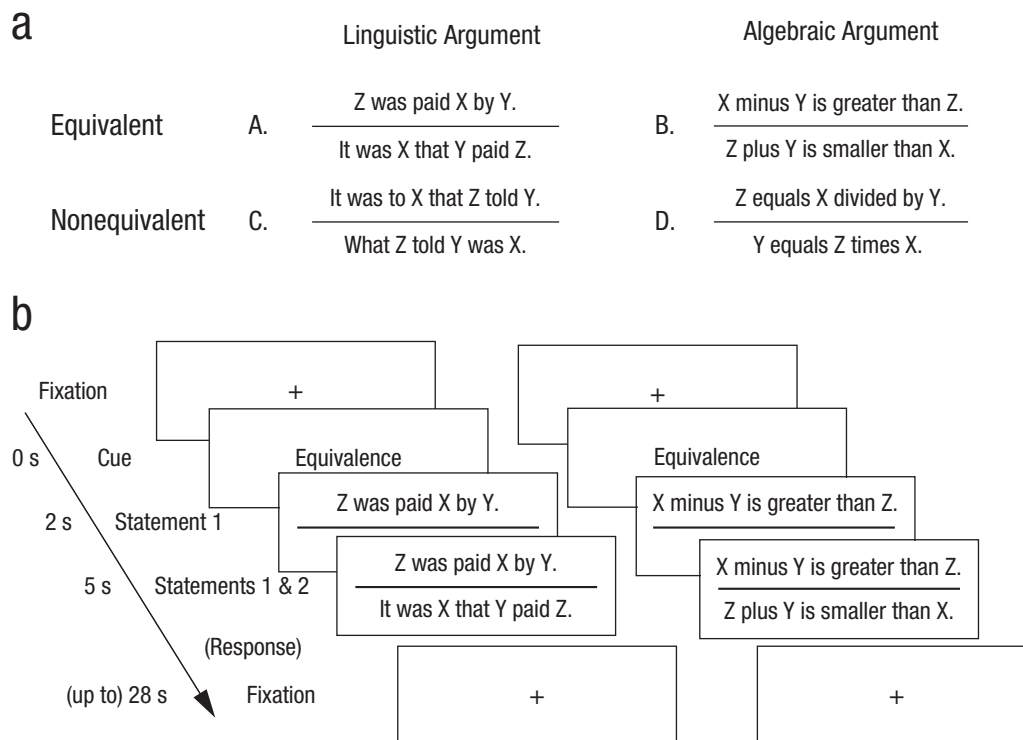 a
Linguistic Argument
Algebraic Argument
Equivalent
A.
Z was paid X by Y.
It was X that Y paid Z.
B.
X minus Y is greater than Z.
Z plus Y is smaller than X.
Nonequivalent
C.
It was to X that Z told Y.
What Z told Y was X.
D.
Z equals X divided by Y.
Y equals Z times X.
b
Fixation
+
+
0 s
Cue
Equivalence
Equivalence
2 s
Statement 1
Z was paid X by Y.
X minus Y is greater than Z.
5 s
Statements 1 & 2
Z was paid X by Y.
It was X that Y paid Z.
X minus Y is greater than Z.
Z plus Y is smaller than X.
(Response)
(up to) 28 s
Fixation
+
+